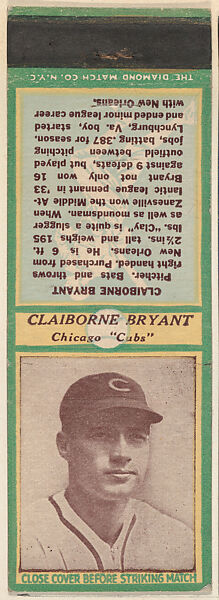 THE DIAMOND MATCH CO. N.Y.C.
CLAIBORNE BRYANT
Pitcher. Bats and throws
right handed. Purchased from
New Orleans. He is 6 ft.
2½ ins. tall and weighs 195
lbs. "Clay" is quite a slugger
as well as moundsman. When
Zanesville won the Middle At-
lantic league pennant in '33
Bryant not only won 16
against 9 defeats, but played
outfield between pitching
jobs, batting .387 for season.
Lynchburg, Va. boy, started
and ended minor league career
with New Orleans.
CLAIBORNE BRYANT
Chicago "Cubs"
C
CLOSE COVER BEFORE STRIKING MATCH